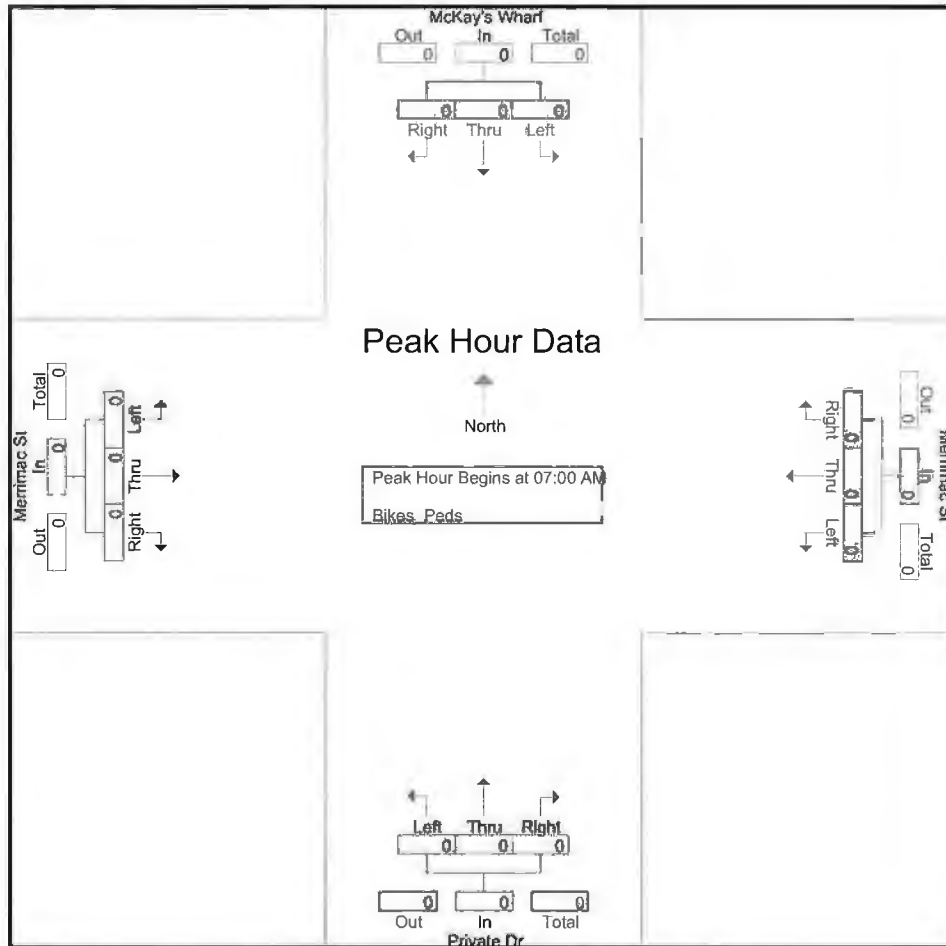 McKay's Wharf
Out In Total
0 0 0
0 0 0
Right Thru Left
Peak Hour Data
North
Peak Hour Begins at 07:00 AM
Bikes Peds
Merrimac St
Total In Out
0 0 0
0 0 0
Left Thru Right
Right Thru Left
0 0 0
0 0 0
Out In Total
Merrimac St
Left Thru Right
0 0 0
0 0 0
Out In Total
Private Dr